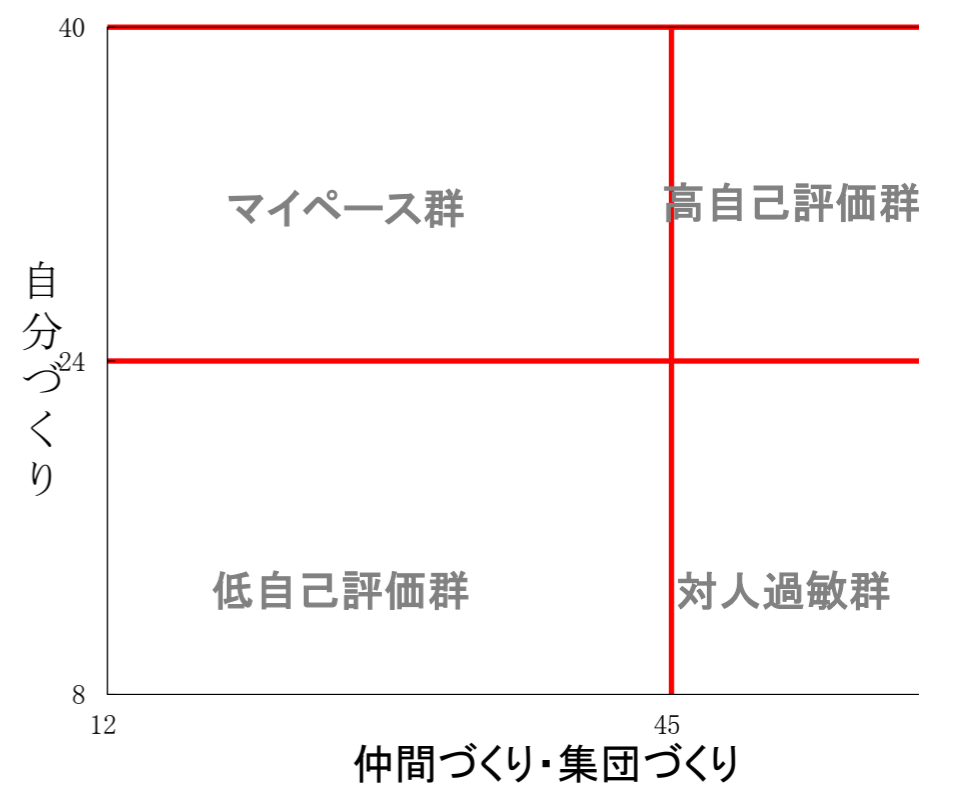 40
マイペース群
高自己評価群
自分づくり
24
低自己評価群
対人過敏群
8
12
45
仲間づくり・集団づくり